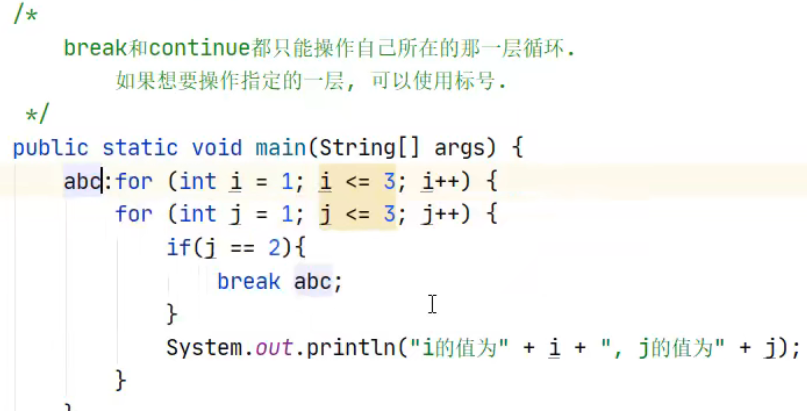 /*
break和continue都只能操作自己所在的那一层循环.
如果想要操作指定的一层, 可以使用标号.
*/
public static void main(String[] args) {
abc:for (int i = 1; i <= 3; i++) {
for (int j = 1; j <= 3; j++) {
if(j == 2){
break abc;
}
System.out.println("i的值为" + i + ", j的值为" + j);
}
}